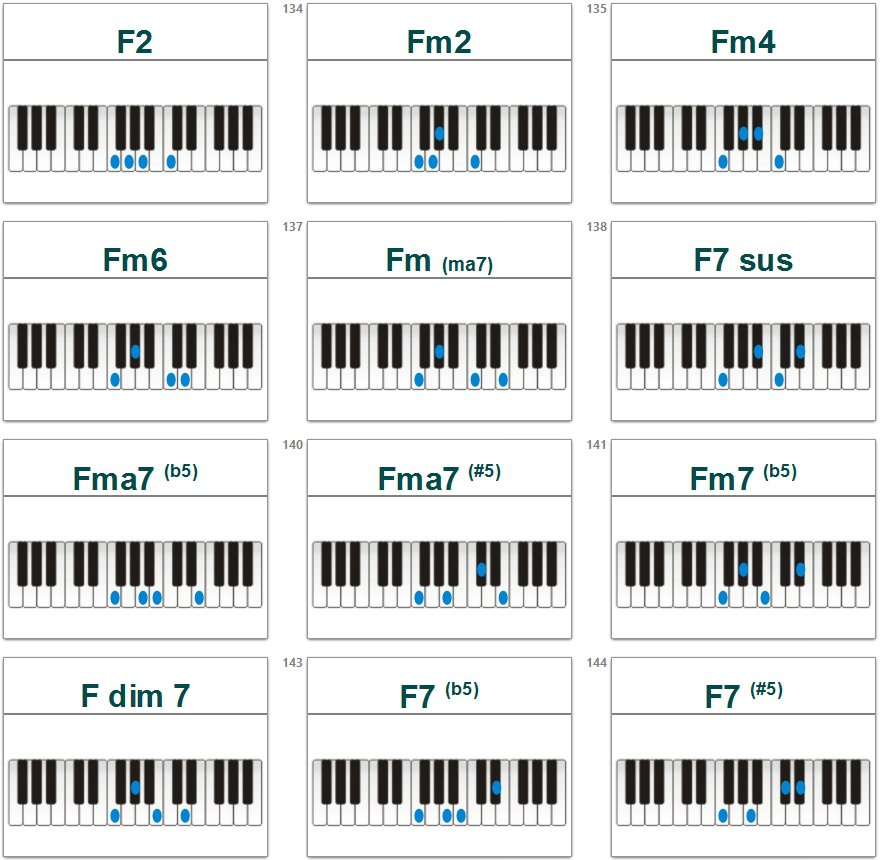 134
135
F2
Fm2
Fm4
137
138
Fm6
Fm (ma7)
F7 sus
140
141
Fma7 (b5)
Fma7 (#5)
Fm7 (b5)
143
144
F dim 7
F7 (b5)
F7 (#5)